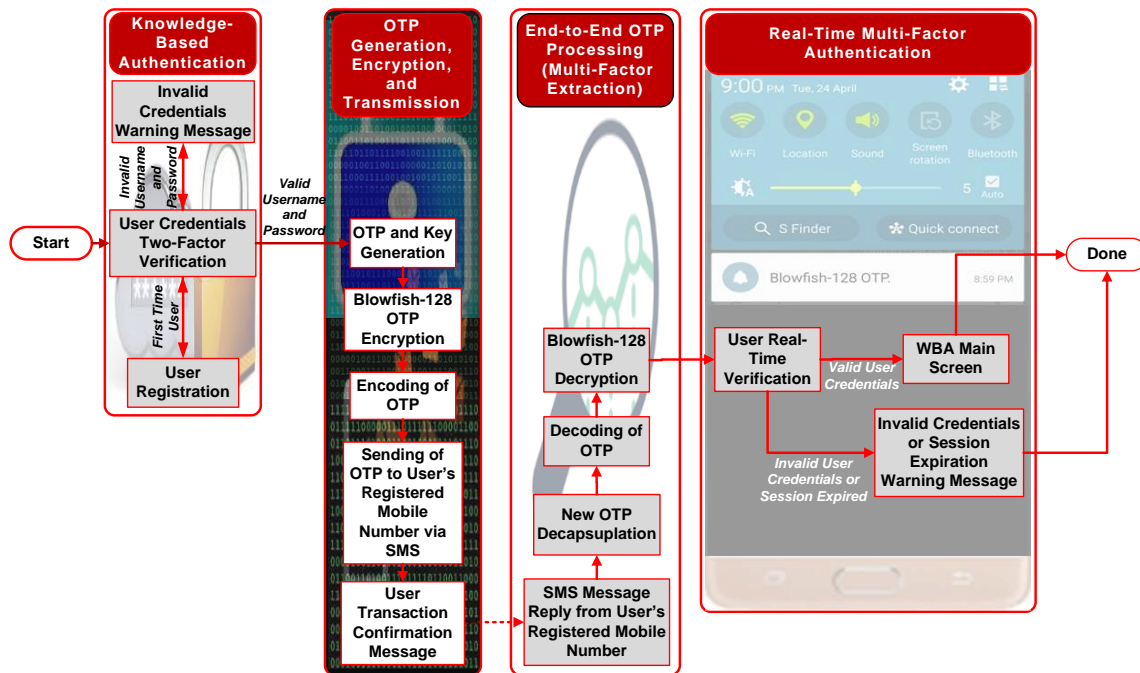 Knowledge-
Based
Authentication
Invalid
Credentials
Warning Message
Invalid
Username
and
Password
Start
User Credentials
Two-Factor
Verification
First Time
User
User
Registration
Valid
Username
and
Password
OTP
Generation,
Encryption,
and
Transmission
OTP and Key
Generation
Blowfish-128
OTP
Encryption
Encoding of
OTP
Sending of
OTP to User's
Registered
Mobile
Number via
SMS
User
Transaction
Confirmation
Message
End-to-End OTP
Processing
(Multi-Factor
Extraction)
Blowfish-128
OTP
Decryption
Decoding of
OTP
New OTP
Decapsuplation
SMS Message
Reply from User's
Registered Mobile
Number
Real-Time Multi-Factor
Authentication
9:00 PM Tue, 24 April
Wi-Fi
Location
Sound
Screen
rotation
Bluetooth
A
5
Auto
S Finder
Quick connect
Blowfish-128 OTP.
8:59 PM
User Real-
Time
Verification
Valid User
Credentials
WBA Main
Screen
Invalid User
Credentials or
Session Expired
Invalid Credentials
or Session
Expiration
Warning Message
Done